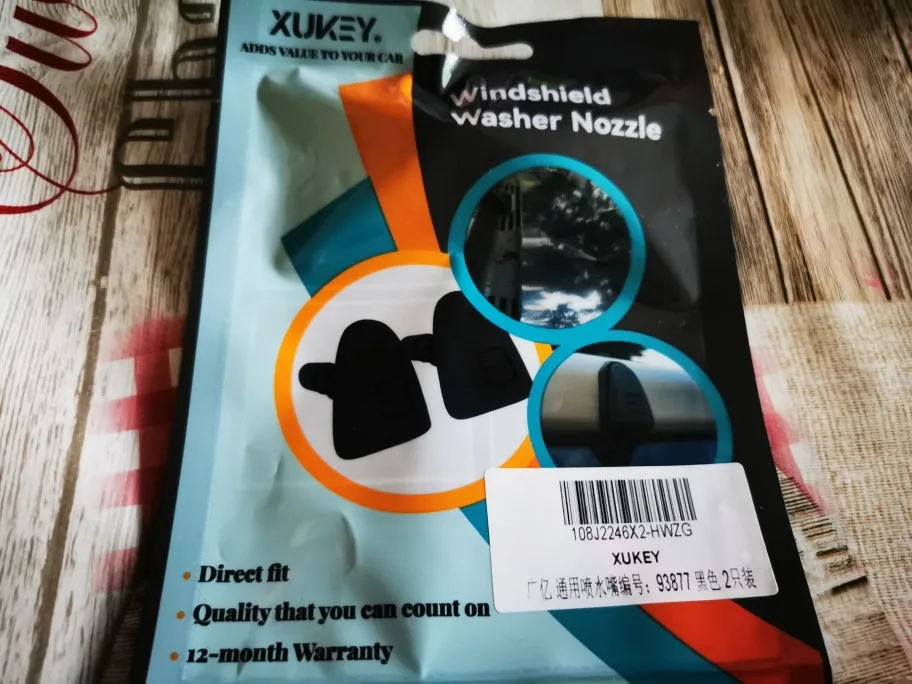 XUKEY®
ADDS VALUE TO YOUR CAR
Windshield
Washer Nozzle
108J2246X2-HWZG
XUKEY
广亿 通用喷水嘴编号：93877 黑色 2只装
Direct fit
Quality that you can count on
12-month Warranty